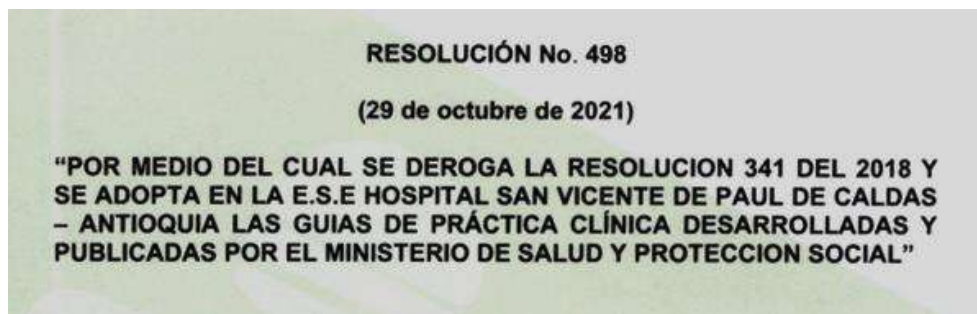 RESOLUCIÓN No. 498
(29 de octubre de 2021)
“POR MEDIO DEL CUAL SE DEROGA LA RESOLUCION 341 DEL 2018 Y
SE ADOPTA EN LA E.S.E HOSPITAL SAN VICENTE DE PAUL DE CALDAS
– ANTIOQUIA LAS GUIAS DE PRÁCTICA CLÍNICA DESARROLLADAS Y
PUBLICADAS POR EL MINISTERIO DE SALUD Y PROTECCION SOCIAL”